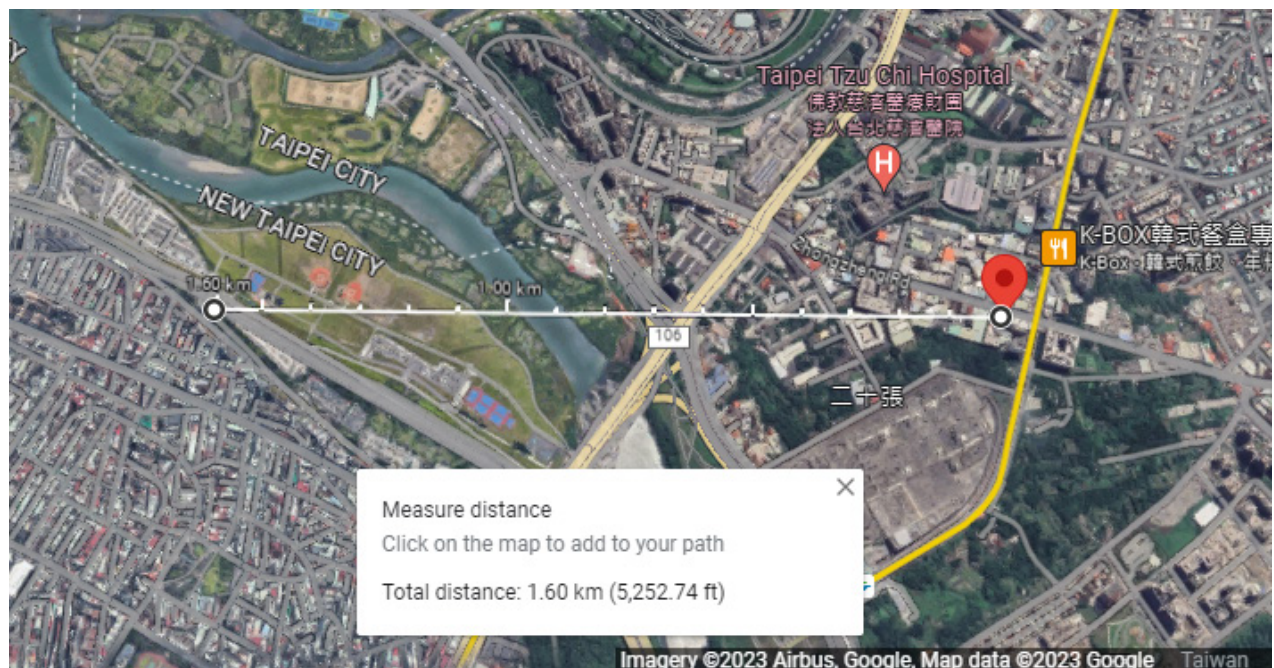 TAIPEI CITY
NEW TAIPEI CITY
Taipei Tzu Chi Hospital
佛教慈濟醫療財團
法人台北慈濟醫院
H
Zhongzheng Rd
K-BOX韓式餐盒專
1.60 km
1.00 km
106
二十張
Measure distance
Click on the map to add to your path
Total distance: 1.60 km (5,252.74 ft)
Imagery ©2023 Airbus, Google, Map data ©2023 Google
Taiwan